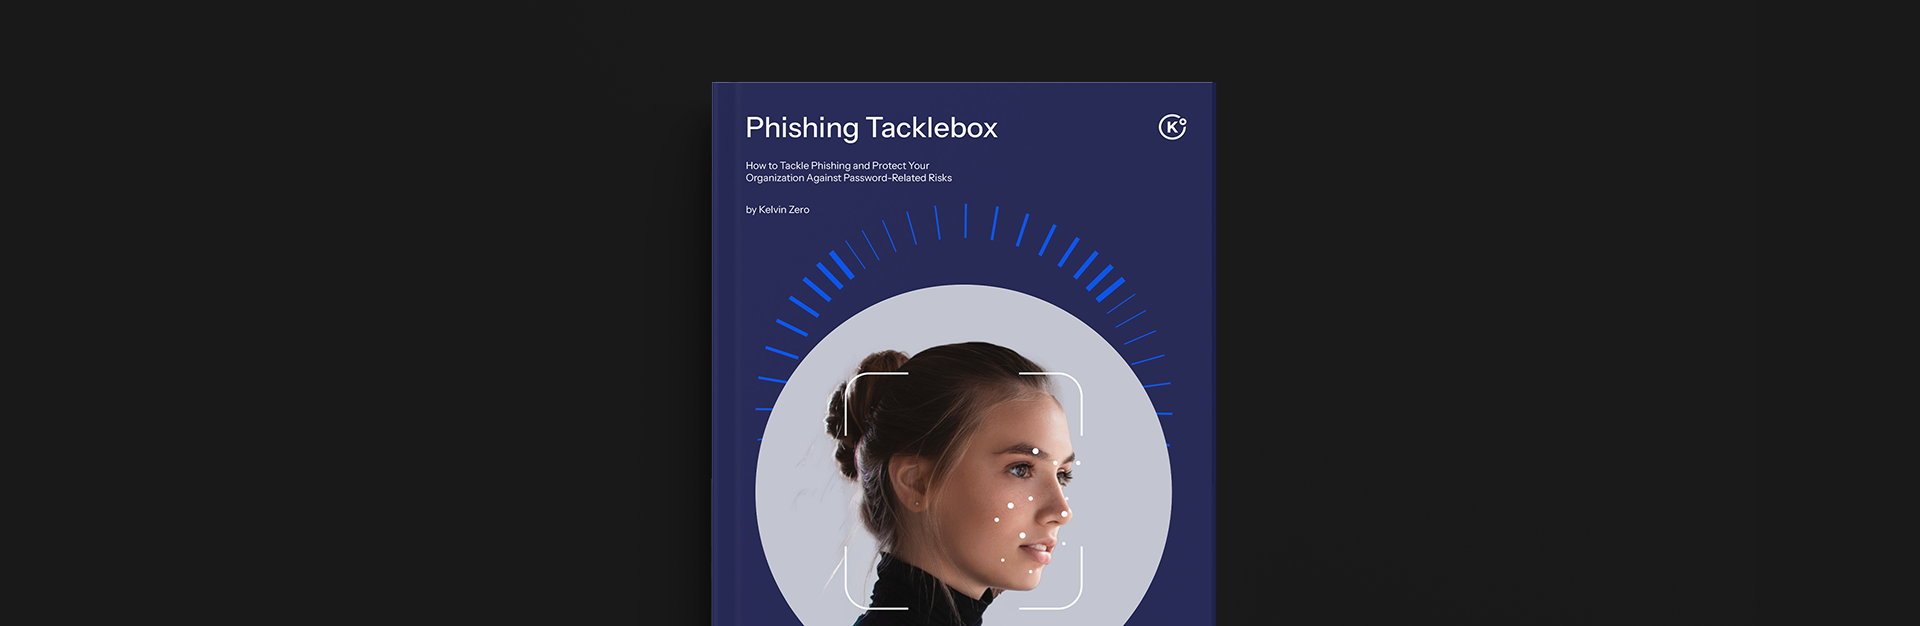 Phishing Tacklebox
K
How to Tackle Phishing and Protect Your
Organization Against Password-Related Risks
by Kelvin Zero